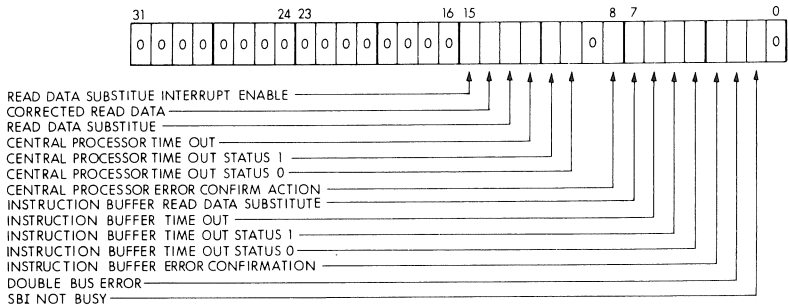 31 24 23 16 15 8 7 0
0 0 0 0 0 0 0 0 0 0 0 0 0 0 0 0 0 0
READ DATA SUBSTITUE INTERRUPT ENABLE
CORRECTED READ DATA
READ DATA SUBSTITUE
CENTRAL PROCESSOR TIME OUT
CENTRAL PROCESSOR TIME OUT STATUS 1
CENTRAL PROCESSOR TIME OUT STATUS 0
CENTRAL PROCESSOR ERROR CONFIRM ACTION
INSTRUCTION BUFFER READ DATA SUBSTITUTE
INSTRUCTION BUFFER TIME OUT
INSTRUCTION BUFFER TIME OUT STATUS 1
INSTRUCTION BUFFER TIME OUT STATUS 0
INSTRUCTION BUFFER ERROR CONFIRMATION
DOUBLE BUS ERROR
SBI NOT BUSY